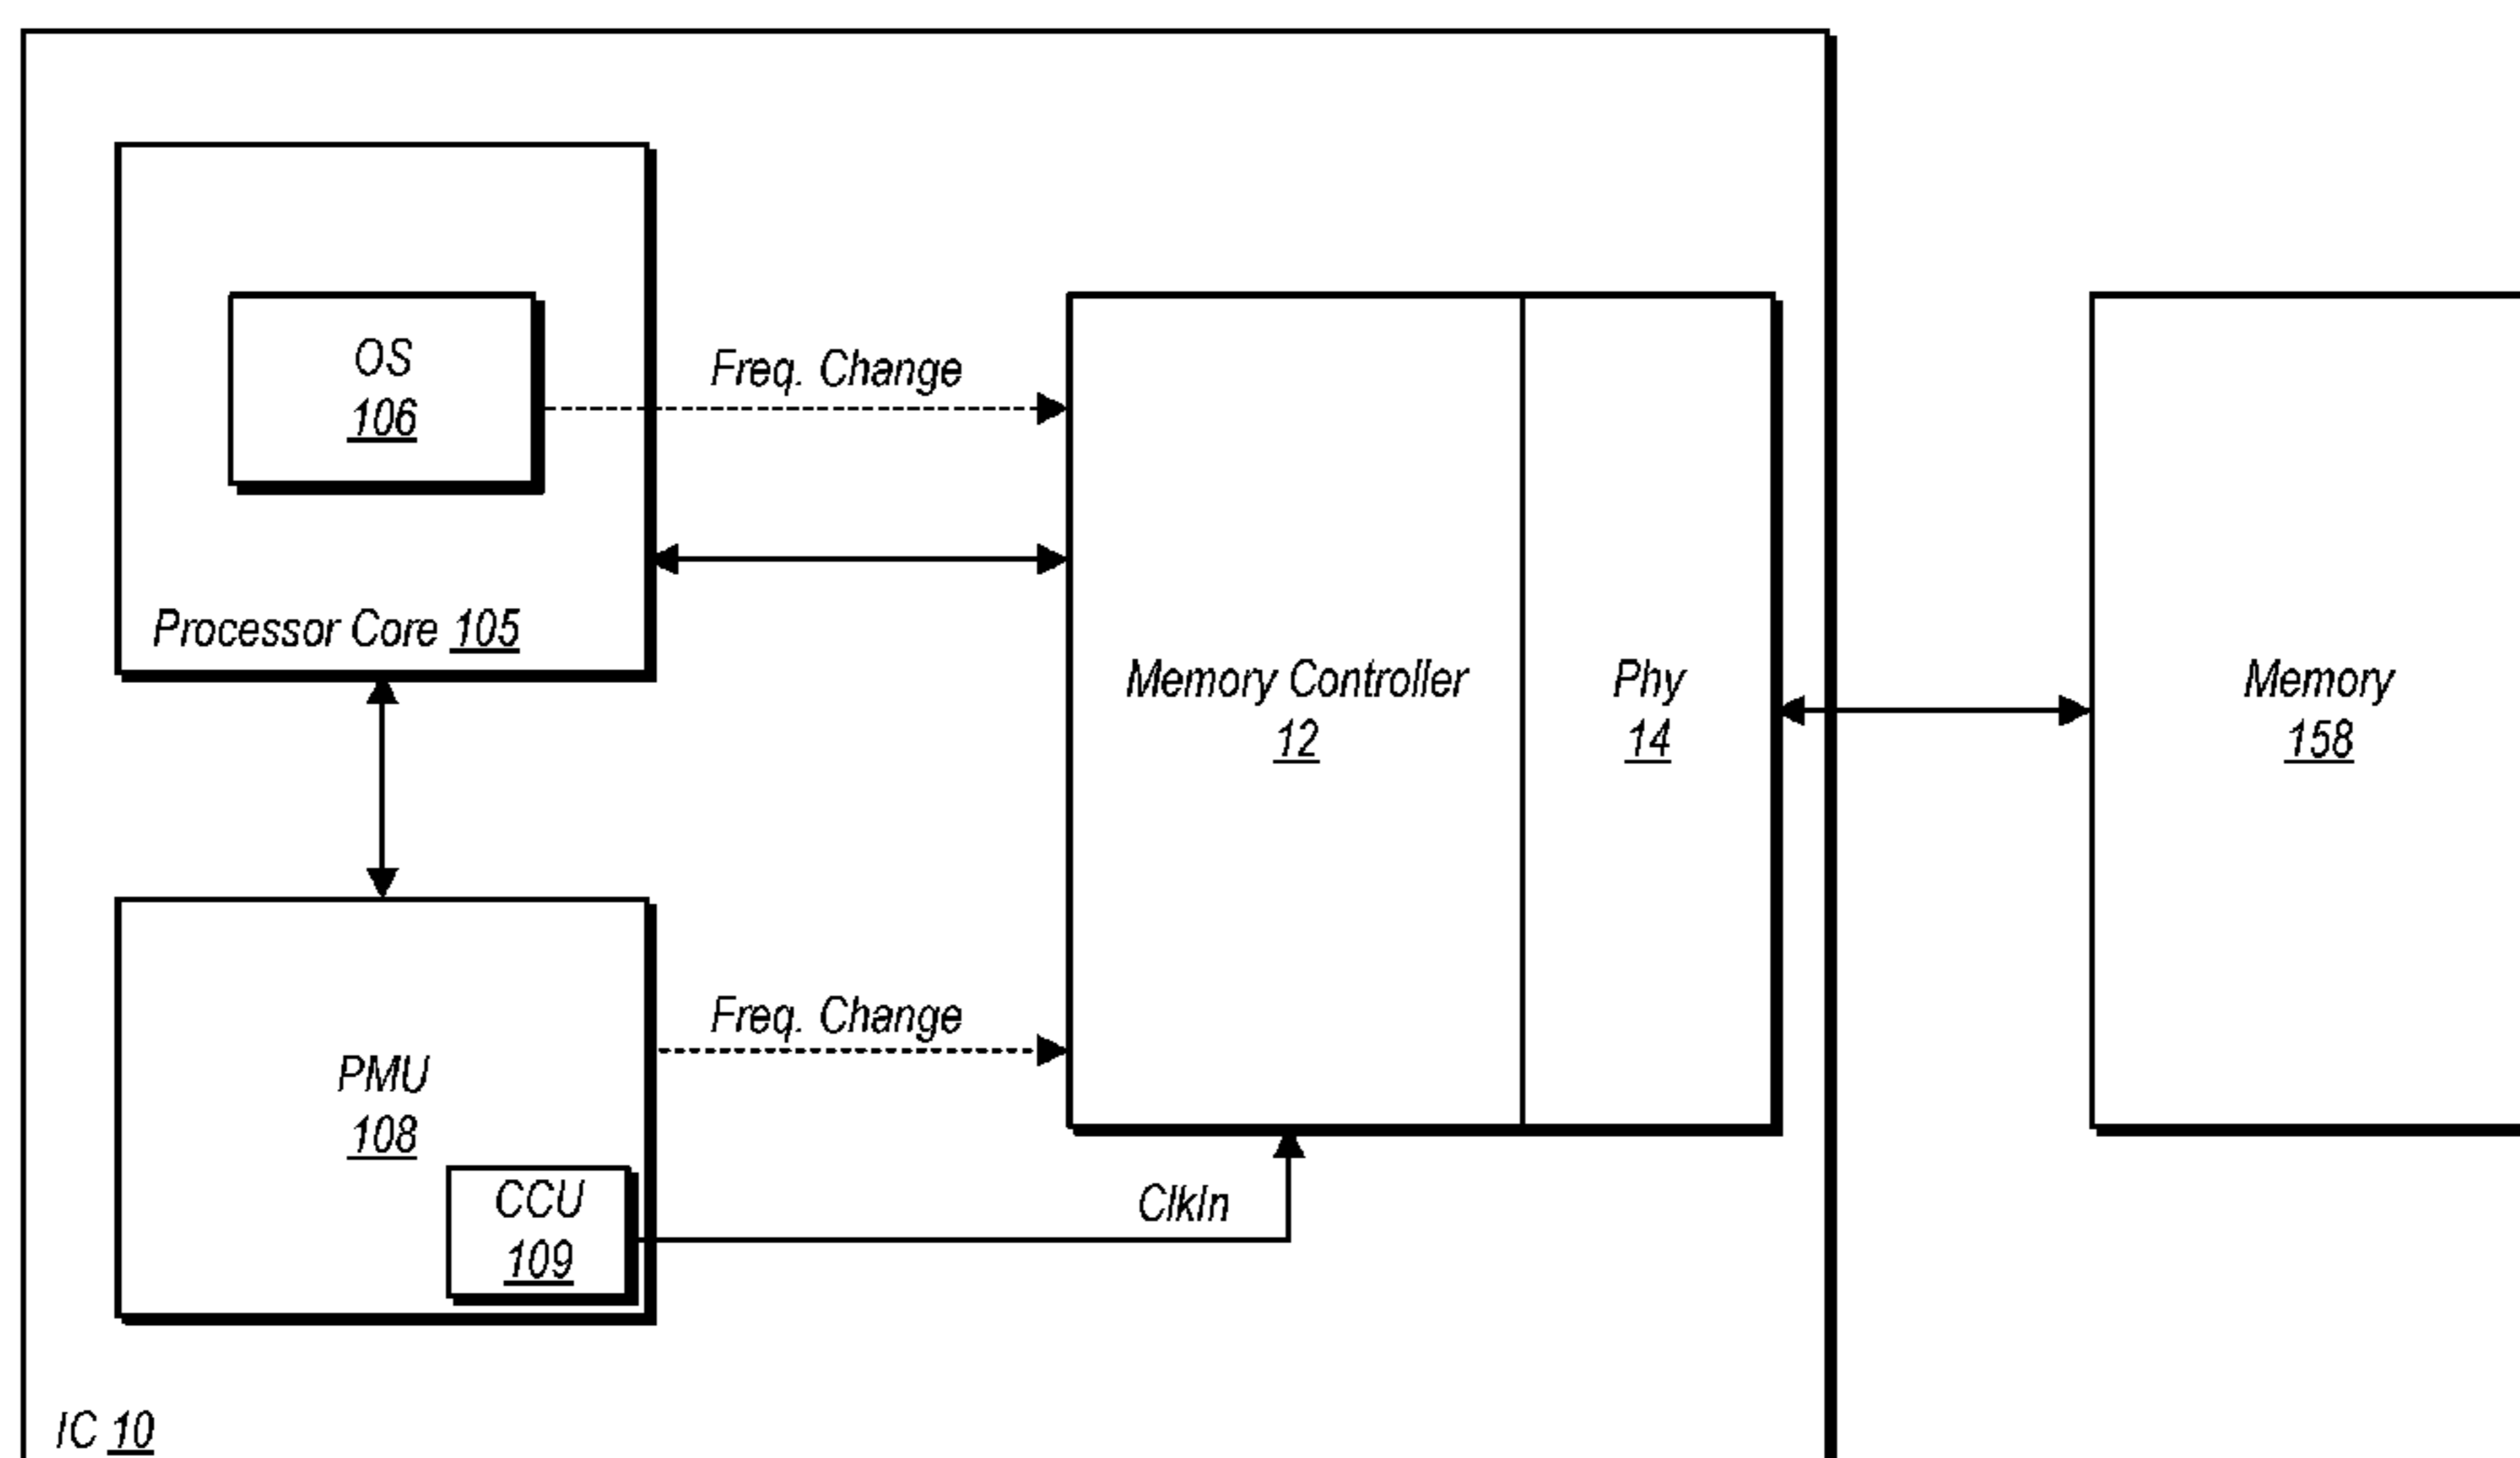 OS
106
Freq. Change
Processor Core 105
Memory Controller
12
Phy
14
Memory
158
Freq. Change
PMU
108
CCU
109
ClkIn
IC 10